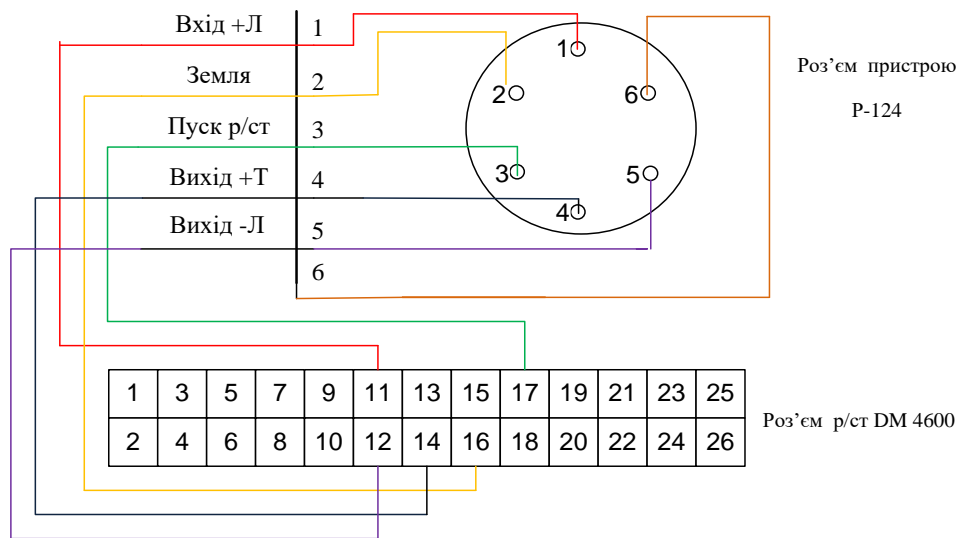 Вхід +Л 1
Земля 2
Пуск р/ст 3
Вихід +Т 4
Вихід -Л 5
6
1
2 6
3 5
4
Роз’єм пристрою
Р-124
1 3 5 7 9 11 13 15 17 19 21 23 25
2 4 6 8 10 12 14 16 18 20 22 24 26
Роз’єм р/ст DM 4600